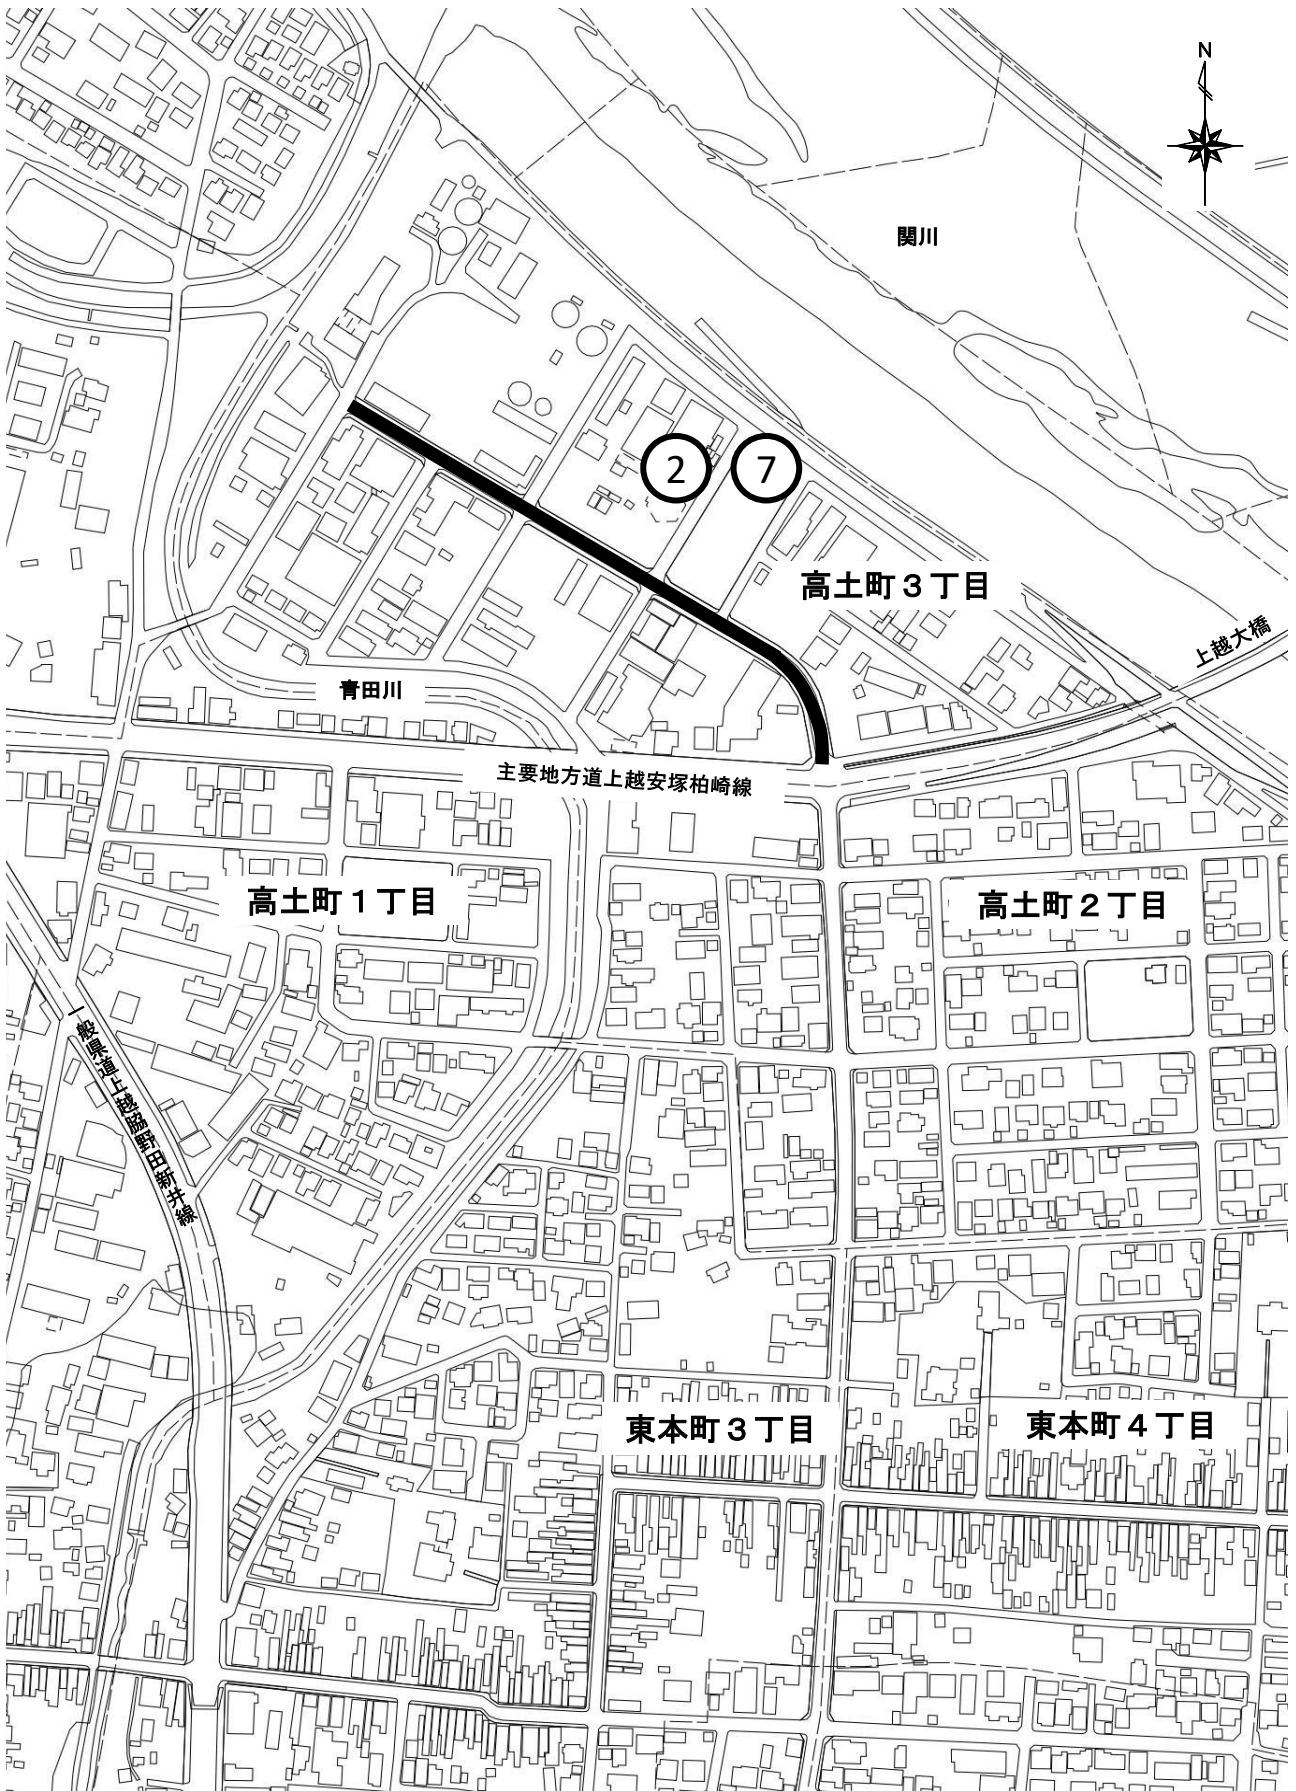 N
関川
2
7
高土町３丁目
上越大橋
青田川
主要地方道上越安塚柏崎線
高土町１丁目
高土町２丁目
一般県道上越脇野田新井線
東本町３丁目
東本町４丁目